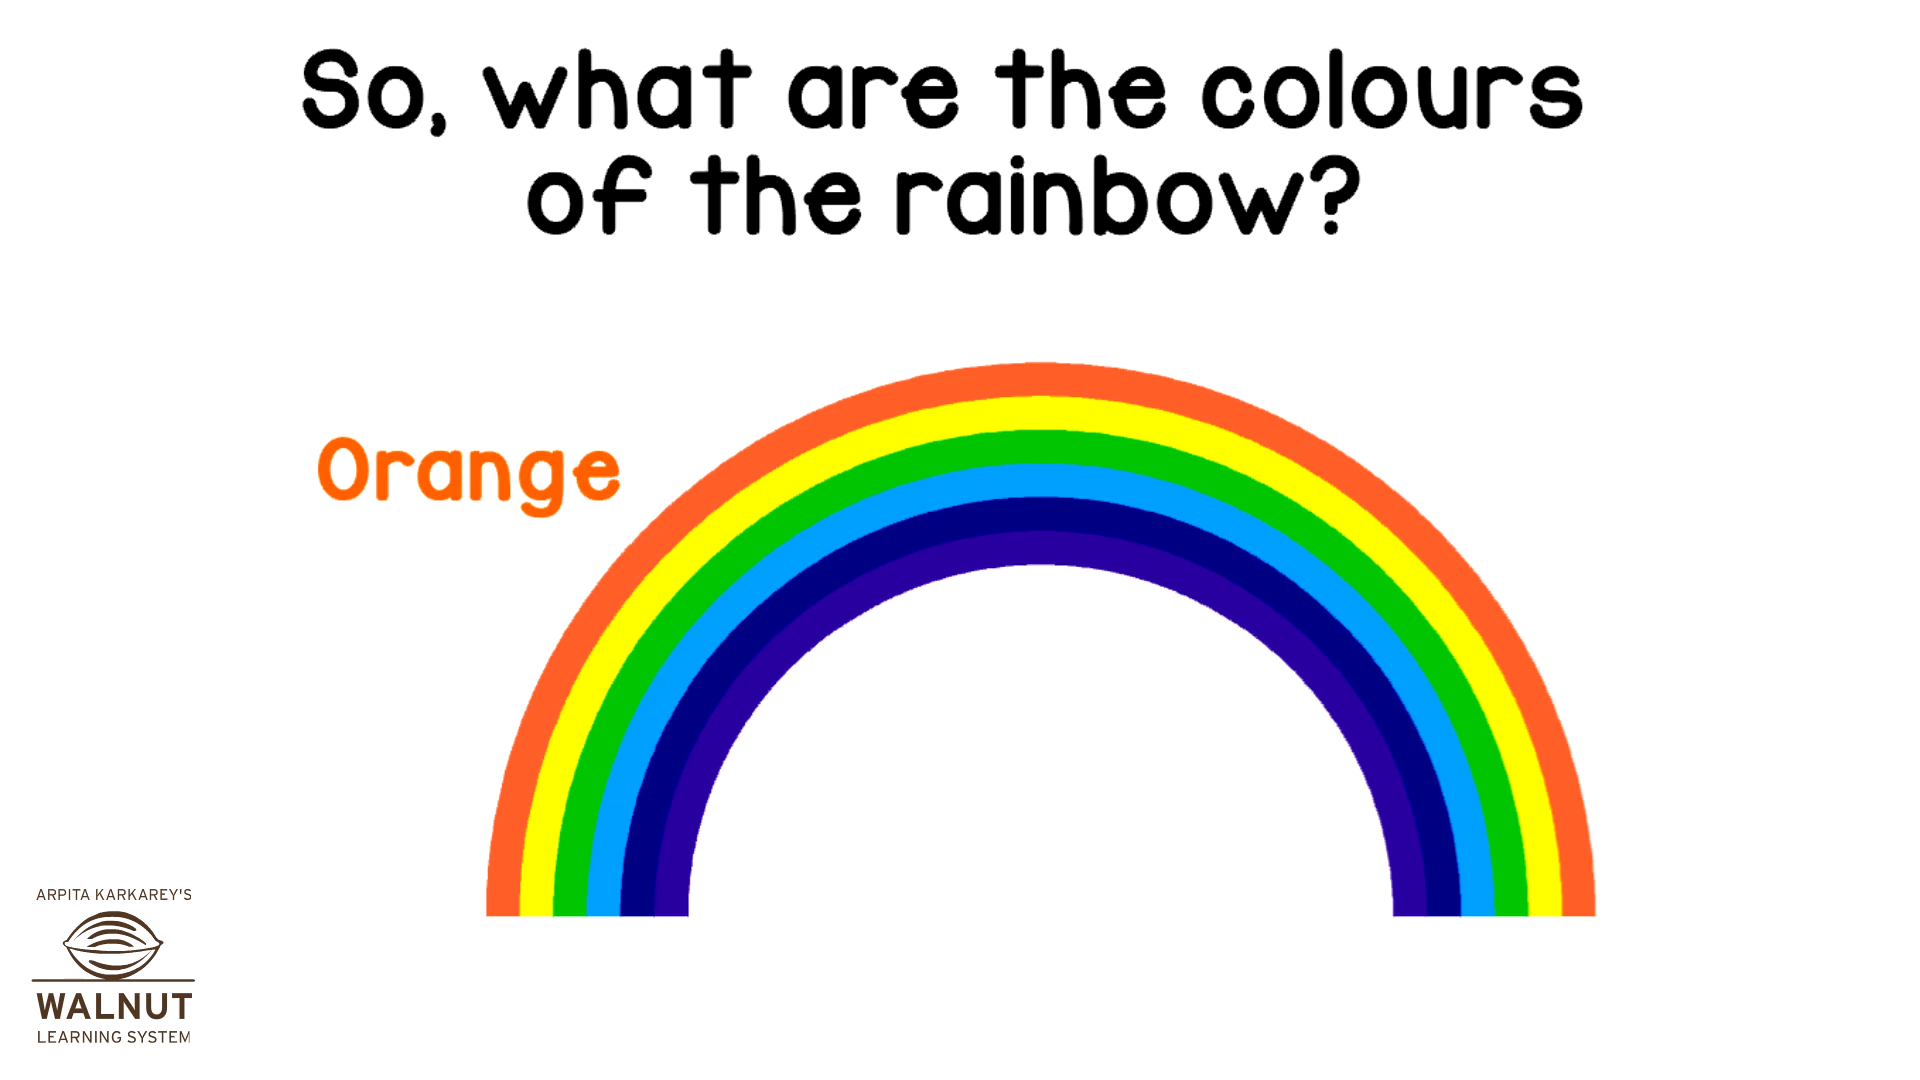 So, what are the colours
of the rainbow?
Orange
ARPITA KARKAREY'S
WALNUT
LEARNING SYSTEM